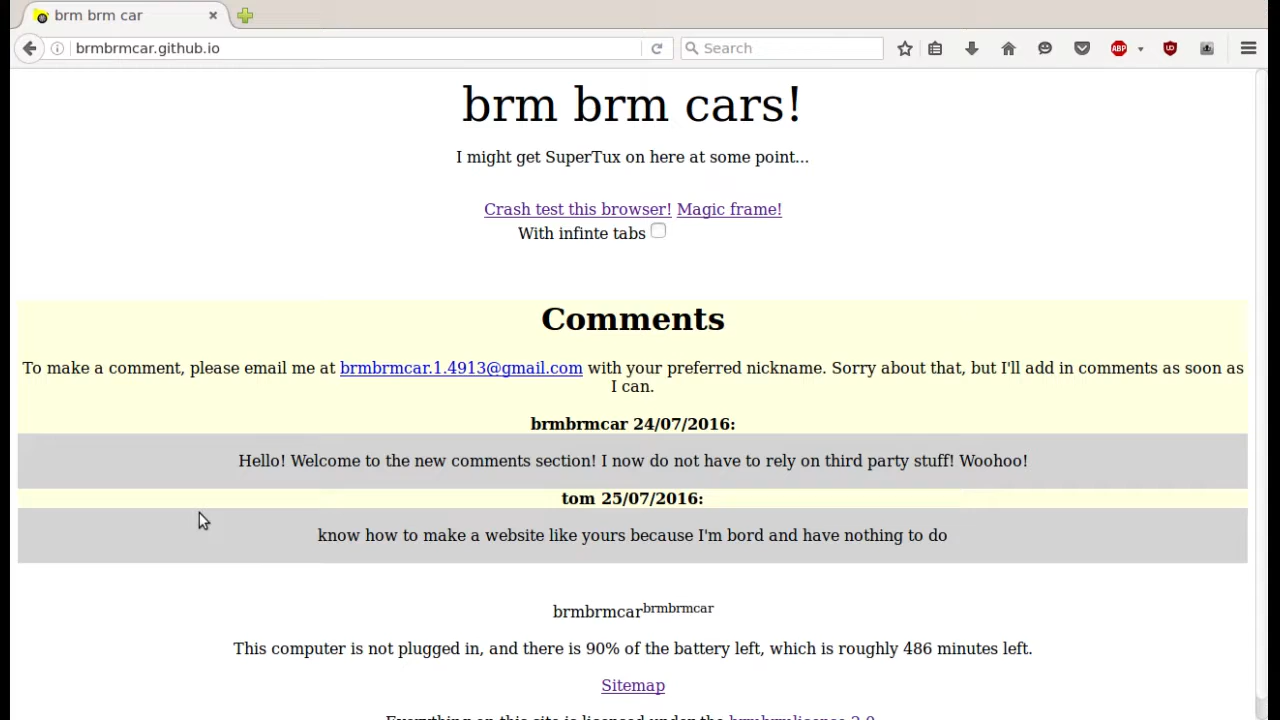 brm brm car
brmbrmcar.github.io
Search
ABP
brm brm cars!
I might get SuperTux on here at some point...
Crash test this browser! Magic frame!
With infinte tabs
Comments
To make a comment, please email me at brmbrmcar.1.4913@gmail.com with your preferred nickname. Sorry about that, but I'll add in comments as soon as
I can.
brmbrmcar 24/07/2016:
Hello! Welcome to the new comments section! I now do not have to rely on third party stuff! Woohoo!
tom 25/07/2016:
know how to make a website like yours because I'm bord and have nothing to do
brmbrmcarbrmbrmcar
This computer is not plugged in, and there is 90% of the battery left, which is roughly 486 minutes left.
Sitemap
Everything on this site is licensed under the brmbrmlicence 2.0